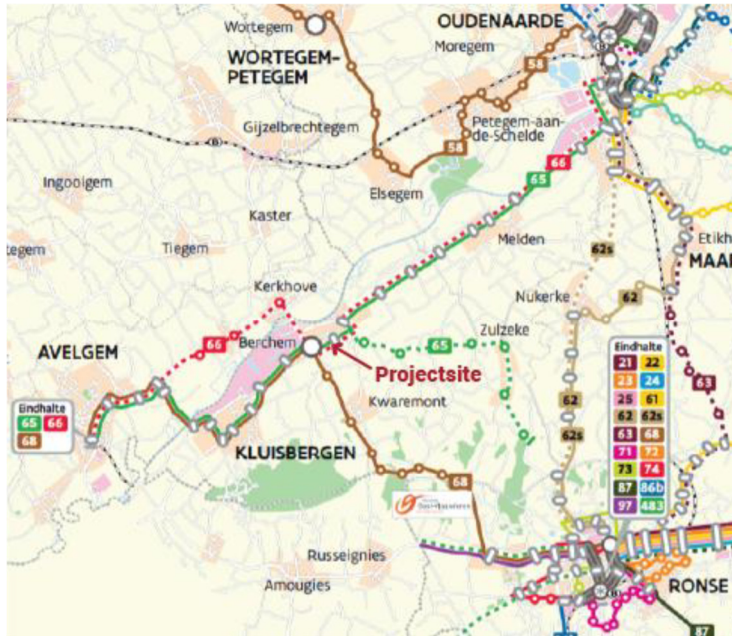 Wortegem
OUDENAARDE
Moregem
WORTEGEM-
PETEGEM
58
Petegem-aan-
de-Schelde
Gijzelbrechtegem
58
66
65
Elsegem
Ingooigem
Kaster
Melden
Etikh
tegem
Tiegem
62s
MAAI
Kerkhove
Nukerke
62
66
Berchem
65
Zulzeke
AVELGEM
Projectsite
Eindhalte
21 22
23 24
25 61
62 62s
63 68
71 72
73 74
87 86b
97 483
63
Eindhalte
65 66
68
Kwaremont
62
62s
KLUISBERGEN
68
Russeignies
Amougies
RONSE
87